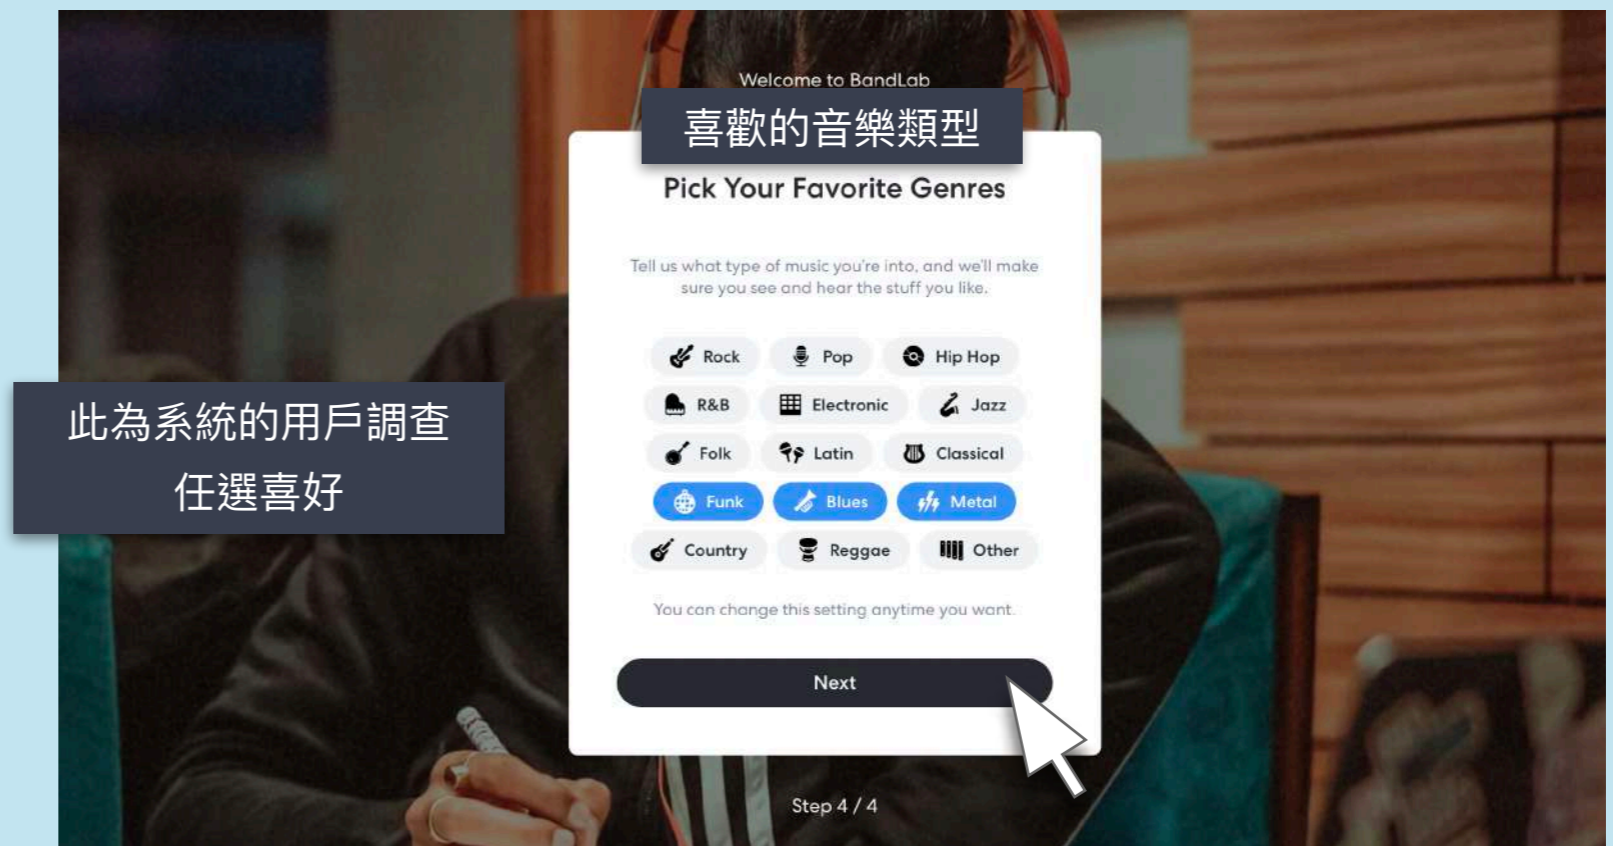 Welcome to BandLab
喜歡的音樂類型
Pick Your Favorite Genres
Tell us what type of music you're into, and we'll make
sure you see and hear the stuff you like.
Rock Pop Hip Hop
R&B Electronic Jazz
Folk Latin Classical
Funk Blues Metal
Country Reggae Other
You can change this setting anytime you want.
Next
Step 4 / 4
此為系統的用戶調查
任選喜好